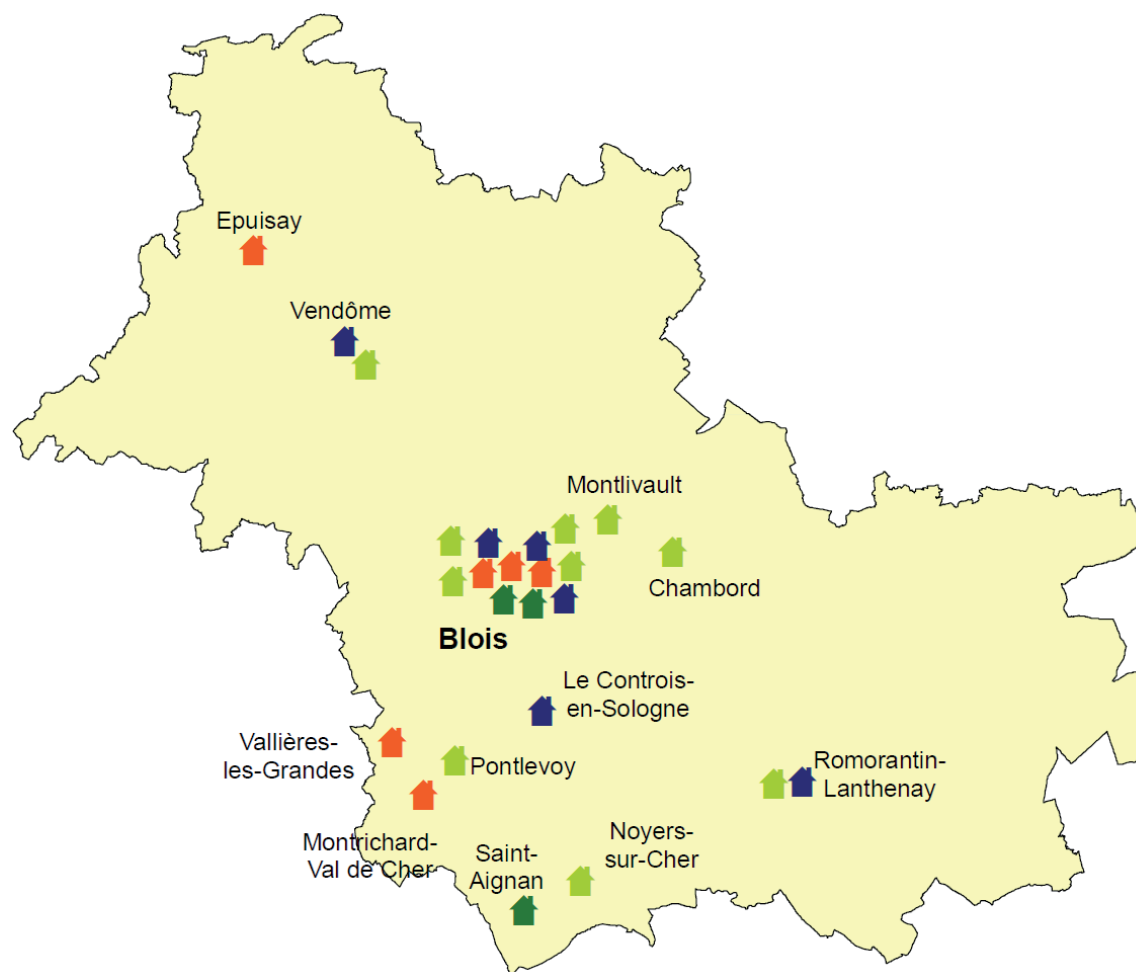 Epuisay
Vendôme
Montlivault
Chambord
Blois
Le Controis-
en-Sologne
Vallières-
les-Grandes
Pontlevoy
Romorantin-
Lanthenay
Montrichard-
Val de Cher
Saint-
Aignan
Noyers-
sur-Cher